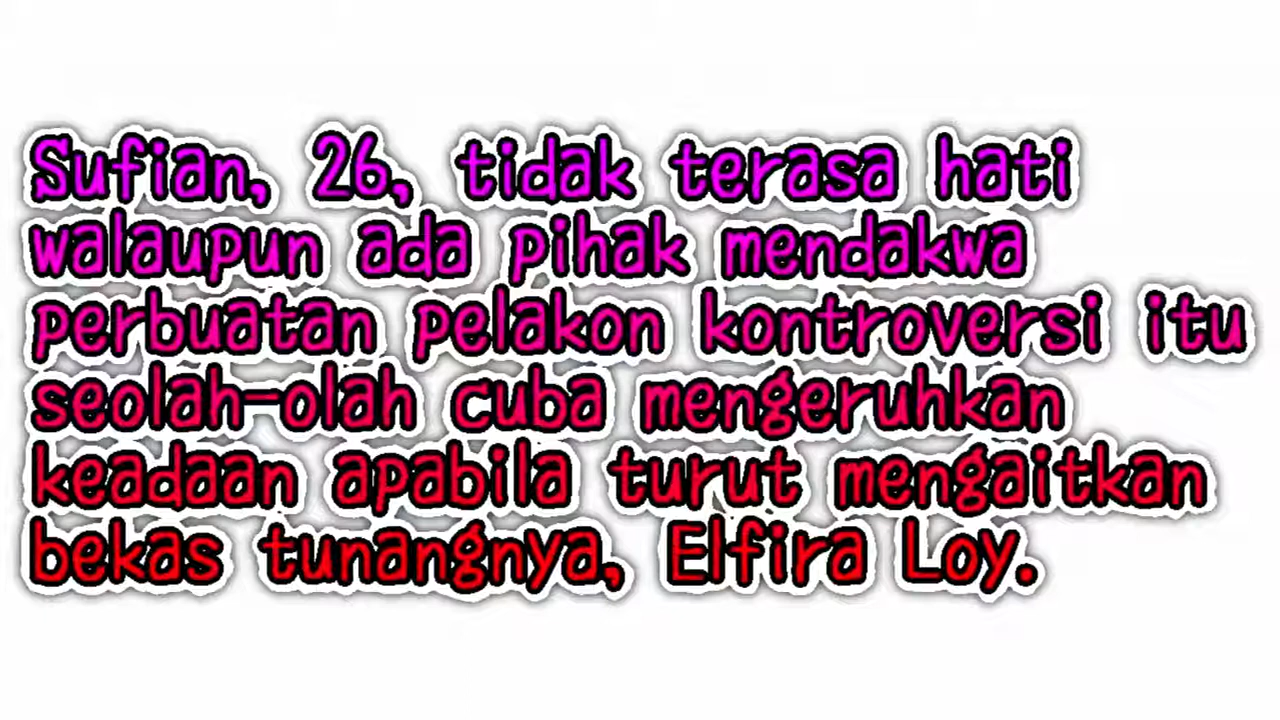 Sufian, 26, tidak terasa hati
walaupun ada pihak mendakwa
perbuatan pelakon kontroversi itu
seolah-olah cuba mengeruhkan
keadaan apabila turut mengaitkan
bekas tunangnya, Elfira Loy.